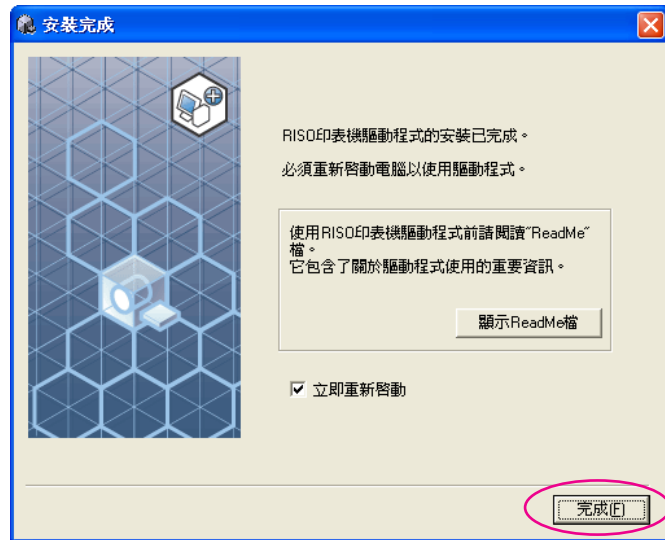 安裝完成
RISO印表機驅動程式的安裝已完成。
必須重新啓動電腦以使用驅動程式。
使用RISO印表機驅動程式前請閱讀"ReadMe"
檔。
它包含了關於驅動程式使用的重要資訊。
顯示ReadMe檔
立即重新啓動
完成(F)